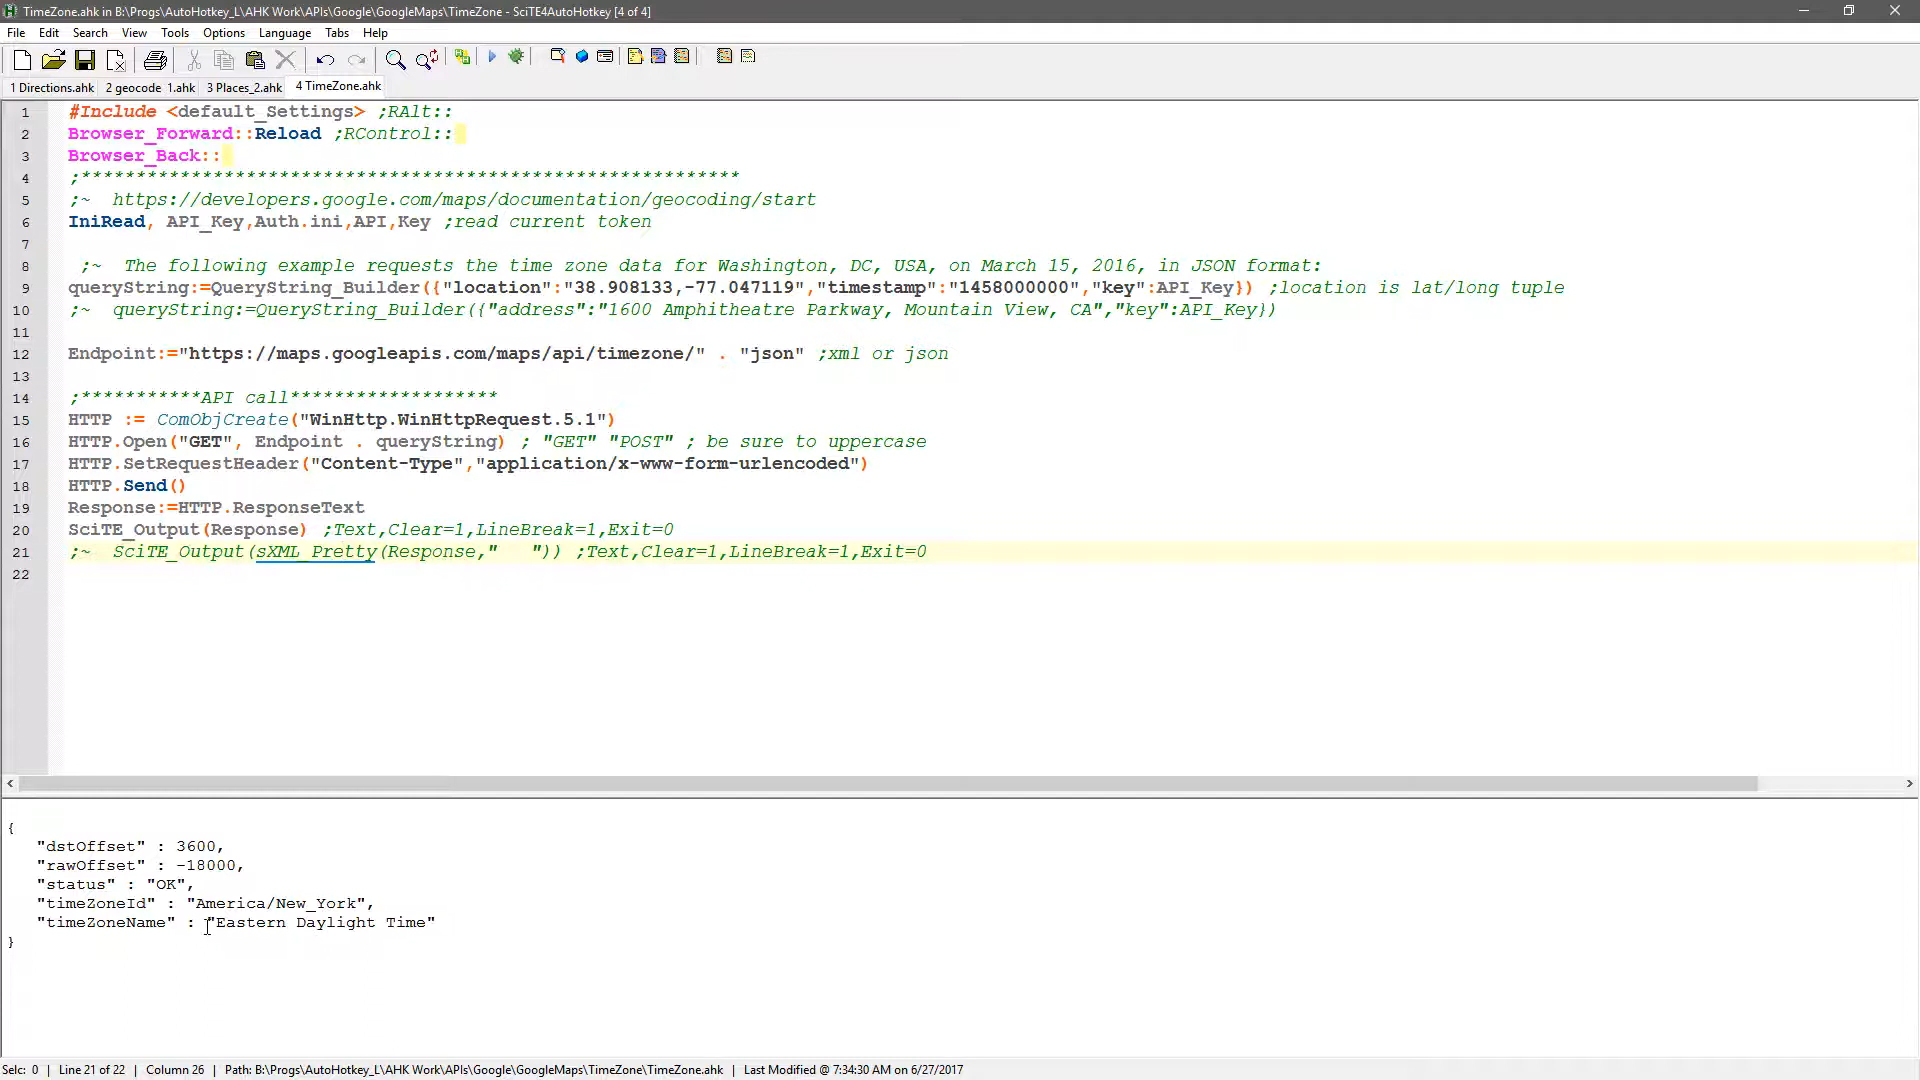 TimeZone.ahk in B:\Progs\AutoHotkey_L\AHK Work\APIs\Google\GoogleMaps\TimeZone - SciTE4AutoHotkey [4 of 4]
File Edit Search View Tools Options Language Tabs Help
1 Directions.ahk 2 geocode 1.ahk 3 Places_2.ahk 4 TimeZone.ahk
1 #Include <default_Settings> ;RAlt::
2 Browser_Forward::Reload ;RControl::
3 Browser_Back::
4 ;************************************************************
5 ;~ https://developers.google.com/maps/documentation/geocoding/start
6 IniRead, API_Key,Auth.ini,API,Key ;read current token
7
8 ;~ The following example requests the time zone data for Washington, DC, USA, on March 15, 2016, in JSON format:
9 queryString:=QueryString_Builder({"location":"38.908133,-77.047119","timestamp":"1458000000","key":API_Key}) ;location is lat/long tuple
10 ;~ queryString:=QueryString_Builder({"address":"1600 Amphitheatre Parkway, Mountain View, CA","key":API_Key})
11
12 Endpoint:="https://maps.googleapis.com/maps/api/timezone/" . "json" ;xml or json
13
14 ;***********API call*******************
15 HTTP := ComObjCreate("WinHttp.WinHttpRequest.5.1")
16 HTTP.Open("GET", Endpoint . queryString) ; "GET" "POST" ; be sure to uppercase
17 HTTP.SetRequestHeader("Content-Type","application/x-www-form-urlencoded")
18 HTTP.Send()
19 Response:=HTTP.ResponseText
20 SciTE_Output(Response) ;Text,Clear=1,LineBreak=1,Exit=0
21 ;~ SciTE_Output(sXML_Pretty(Response,"   ")) ;Text,Clear=1,LineBreak=1,Exit=0
22
{
"dstOffset" : 3600,
"rawOffset" : -18000,
"status" : "OK",
"timeZoneId" : "America/New_York",
"timeZoneName" : "Eastern Daylight Time"
}
Selc: 0 | Line 21 of 22 | Column 26 | Path: B:\Progs\AutoHotkey_L\AHK Work\APIs\Google\GoogleMaps\TimeZone\TimeZone.ahk | Last Modified @ 7:34:30 AM on 6/27/2017